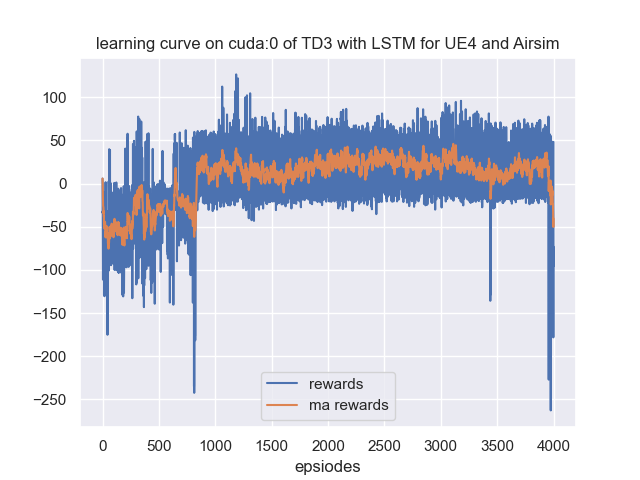 learning curve on cuda:0 of TD3 with LSTM for UE4 and Airsim
100
50
0
−50
−100
−150
−200
−250
rewards
ma rewards
0 500 1000 1500 2000 2500 3000 3500 4000
epsiodes